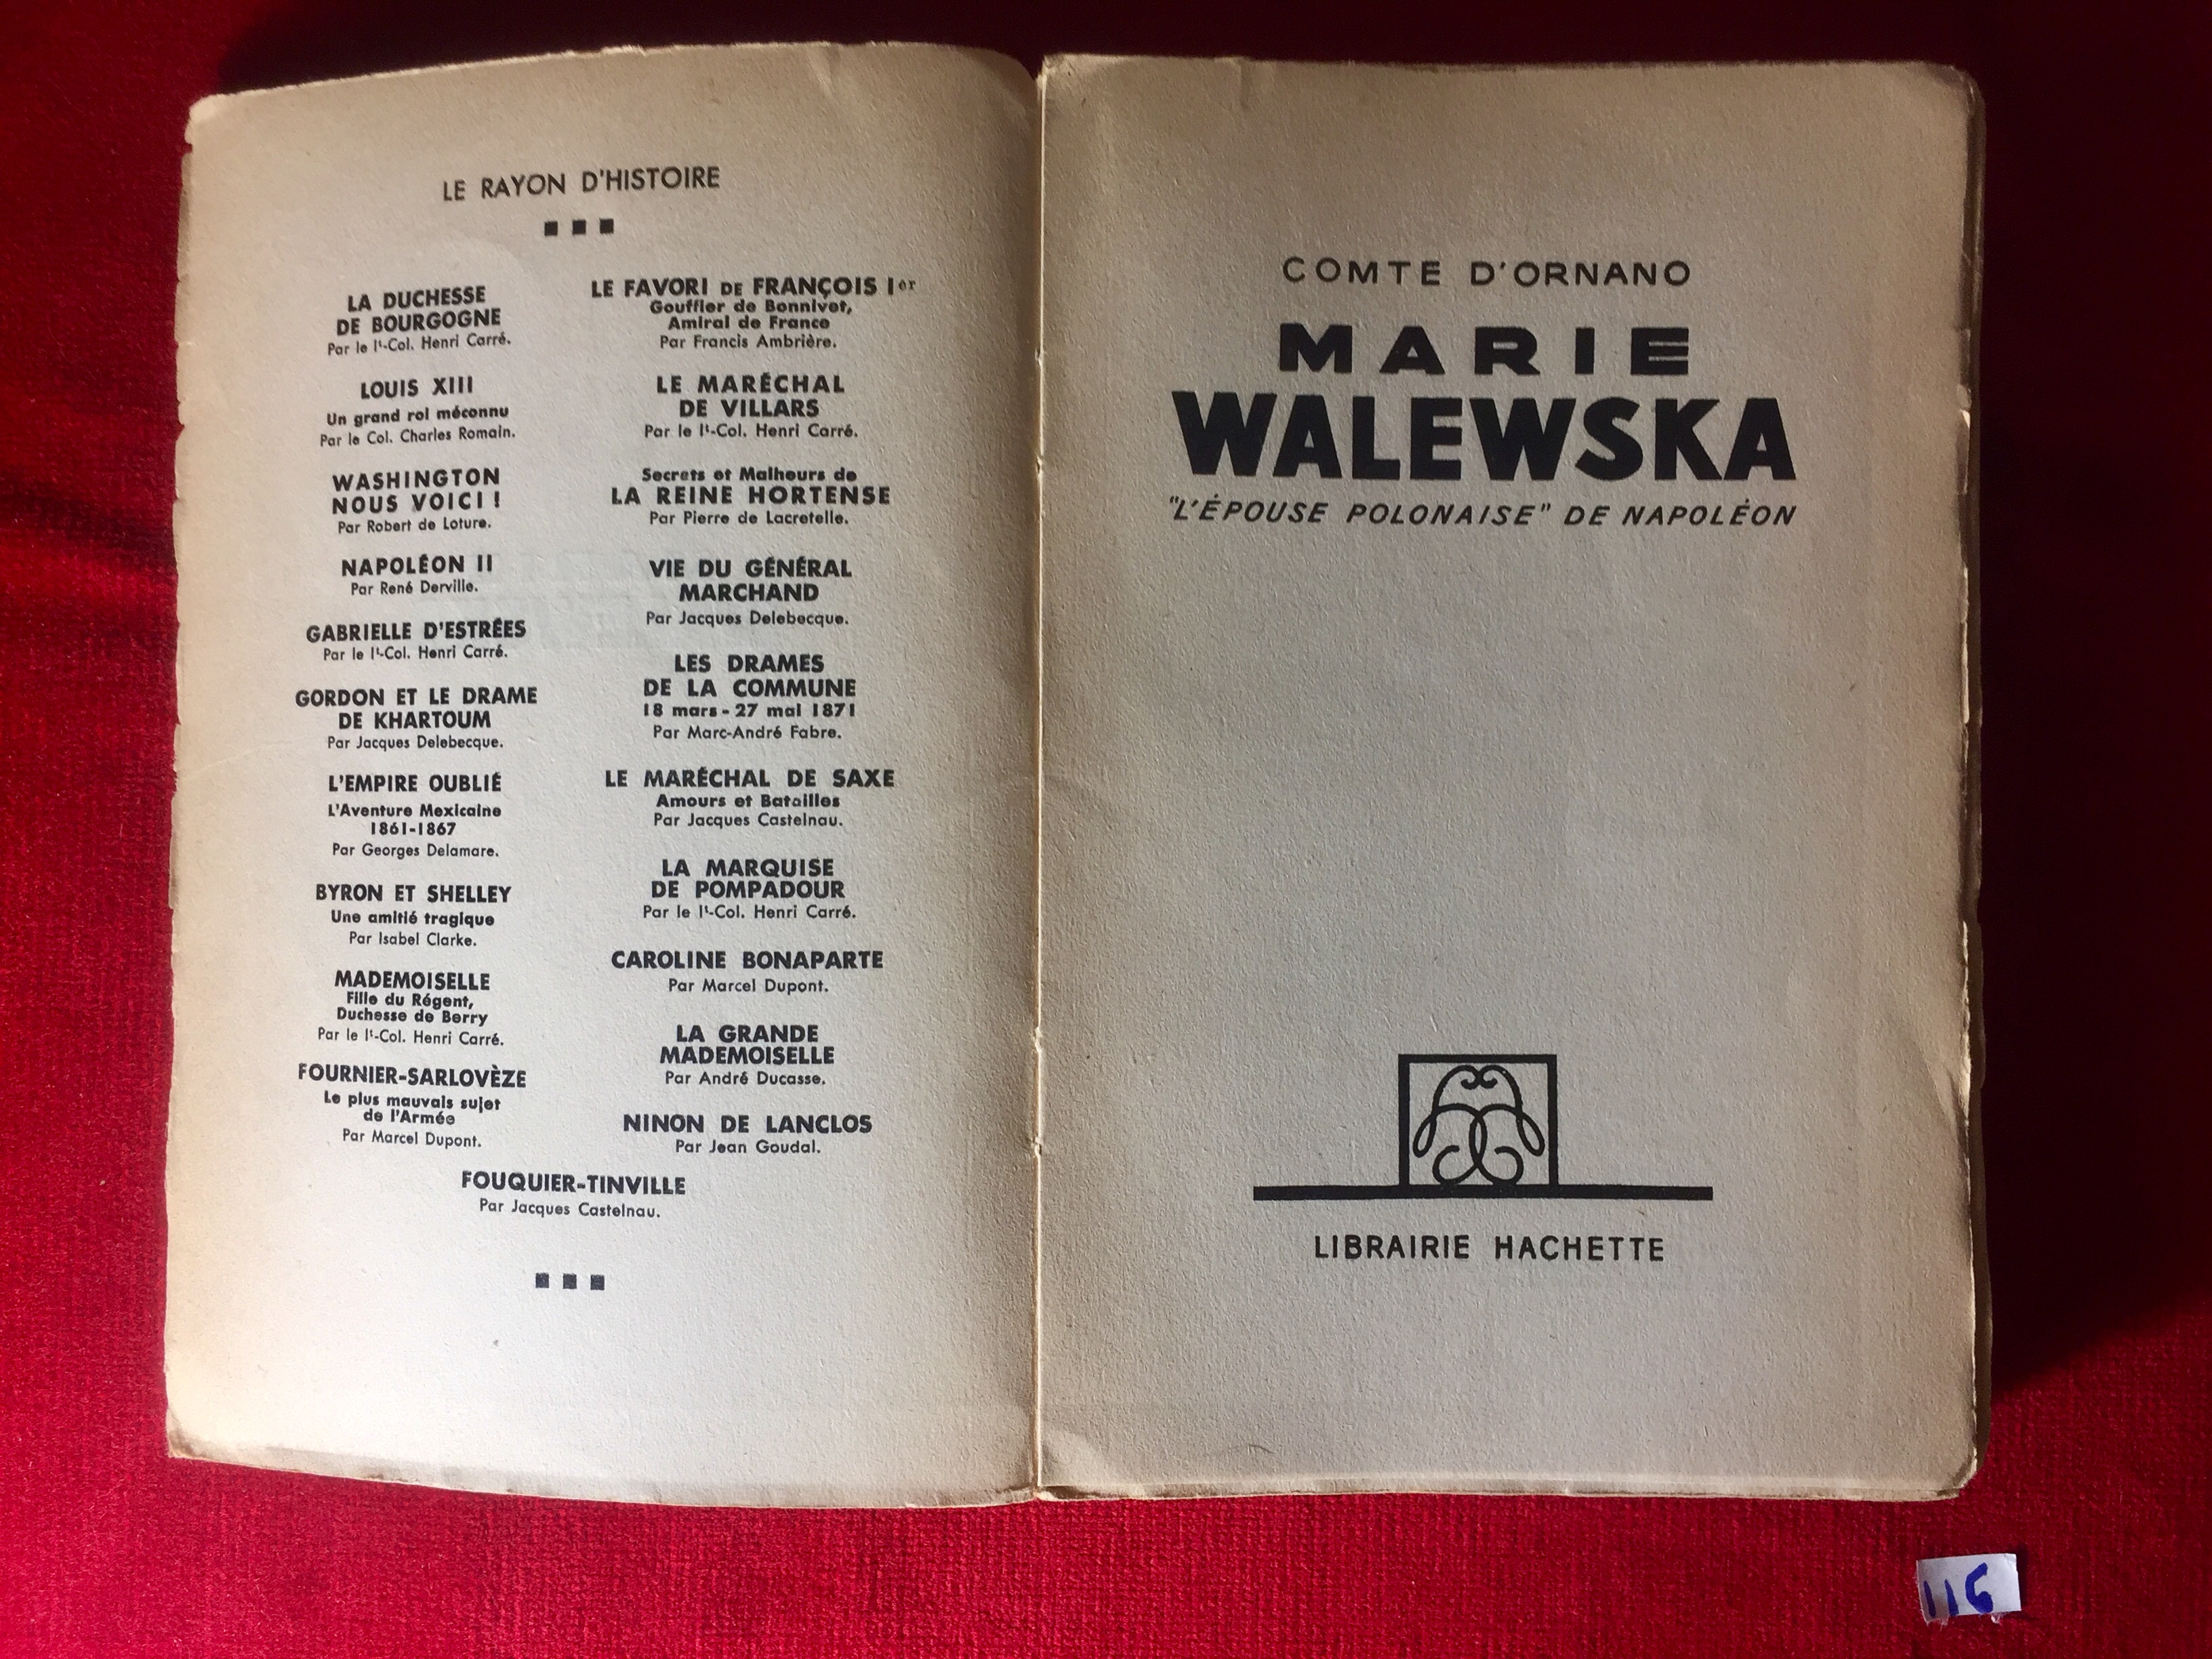 LE RAYON D'HISTOIRE
LA DUCHESSE
DE BOURGOGNE
Par le lt-Col. Henri Carré.
LOUIS XIII
Un grand roi méconnu
Par le Col. Charles Romain.
WASHINGTON
NOUS VOICI !
Par Robert de Loture.
NAPOLÉON II
Par René Derville.
GABRIELLE D'ESTRÉES
Par le lt-Col. Henri Carré.
GORDON ET LE DRAME
DE KHARTOUM
Par Jacques Delebecque.
L'EMPIRE OUBLIÉ
L'Aventure Mexicaine
1861-1867
Par Georges Delamare.
BYRON ET SHELLEY
Une amitié tragique
Par Isabel Clarke.
MADEMOISELLE
Fille du Régent,
Duchesse de Berry
Par le lt-Col. Henri Carré.
FOURNIER-SARLOVÈZE
Le plus mauvais sujet
de l'Armée
Par Marcel Dupont.
LE FAVORI DE FRANÇOIS Ier
Gouffier de Bonnivet,
Amiral de France
Par Francis Ambrière.
LE MARÉCHAL
DE VILLARS
Par le lt-Col. Henri Carré.
Secrets et Malheurs de
LA REINE HORTENSE
Par Pierre de Lacretelle.
VIE DU GÉNÉRAL
MARCHAND
Par Jacques Delebecque.
LES DRAMES
DE LA COMMUNE
18 mars - 27 mai 1871
Par Marc-André Fabre.
LE MARÉCHAL DE SAXE
Amours et Batailles
Par Jacques Castelnau.
LA MARQUISE
DE POMPADOUR
Par le lt-Col. Henri Carré.
CAROLINE BONAPARTE
Par Marcel Dupont.
LA GRANDE
MADEMOISELLE
Par André Ducasse.
NINON DE LANCLOS
Par Jean Goudal.
FOUQUIER-TINVILLE
Par Jacques Castelnau.
COMTE D'ORNANO
MARIE
WALEWSKA
"L'ÉPOUSE POLONAISE" DE NAPOLÉON
LIBRAIRIE HACHETTE
116